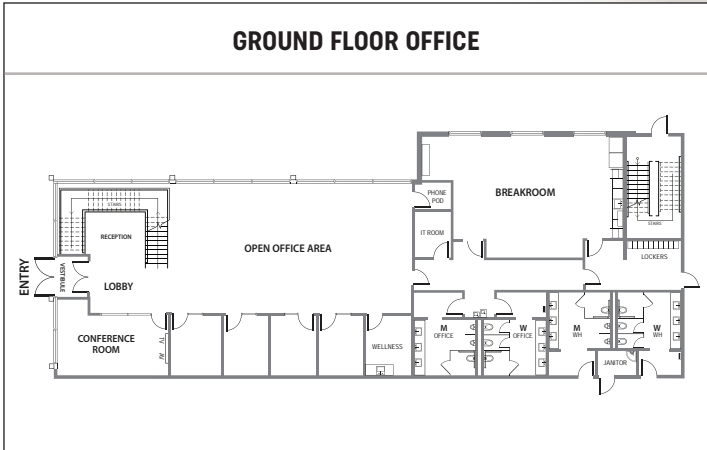 GROUND FLOOR OFFICE
STAIRS
RECEPTION
ENTRY
VESTIBULE
LOBBY
OPEN OFFICE AREA
PHONE
POD
IT ROOM
BREAKROOM
STAIRS
LOCKERS
CONFERENCE
ROOM
TV
AV
WELLNESS
M
OFFICE
W
OFFICE
M
WH
W
WH
JANITOR